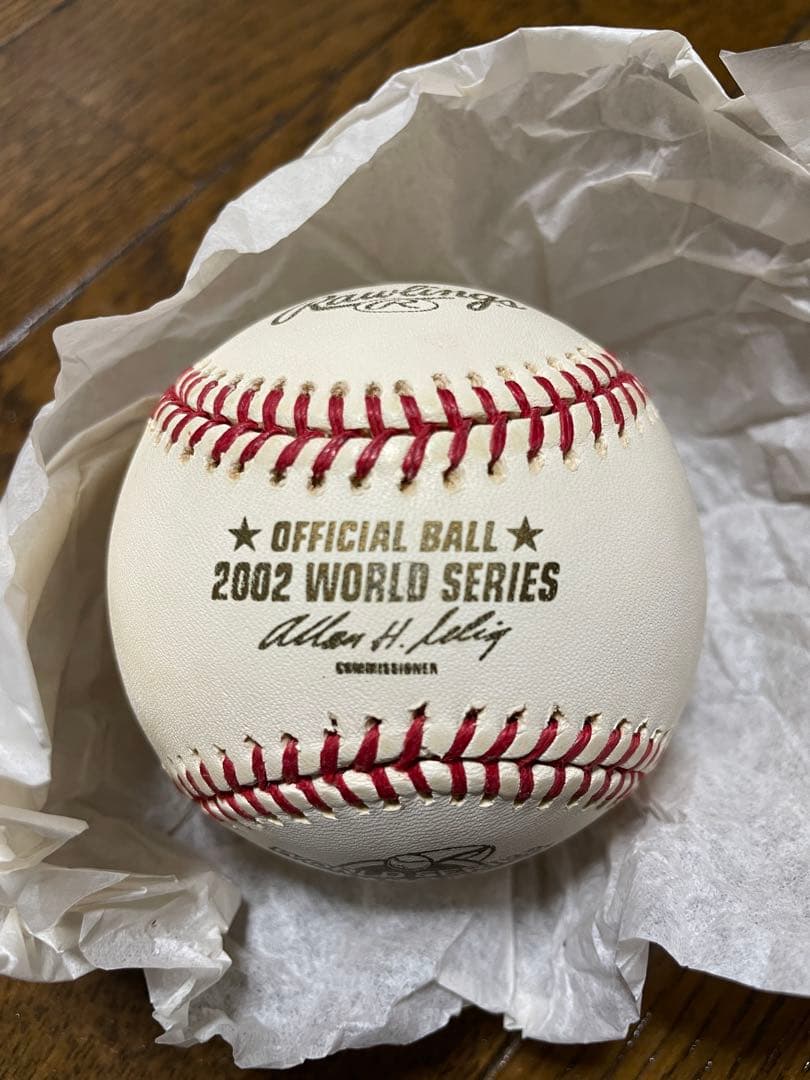 Rawlings
R
★ OFFICIAL BALL ★
2002 WORLD SERIES
Allan H. Selig
COMMISSIONER